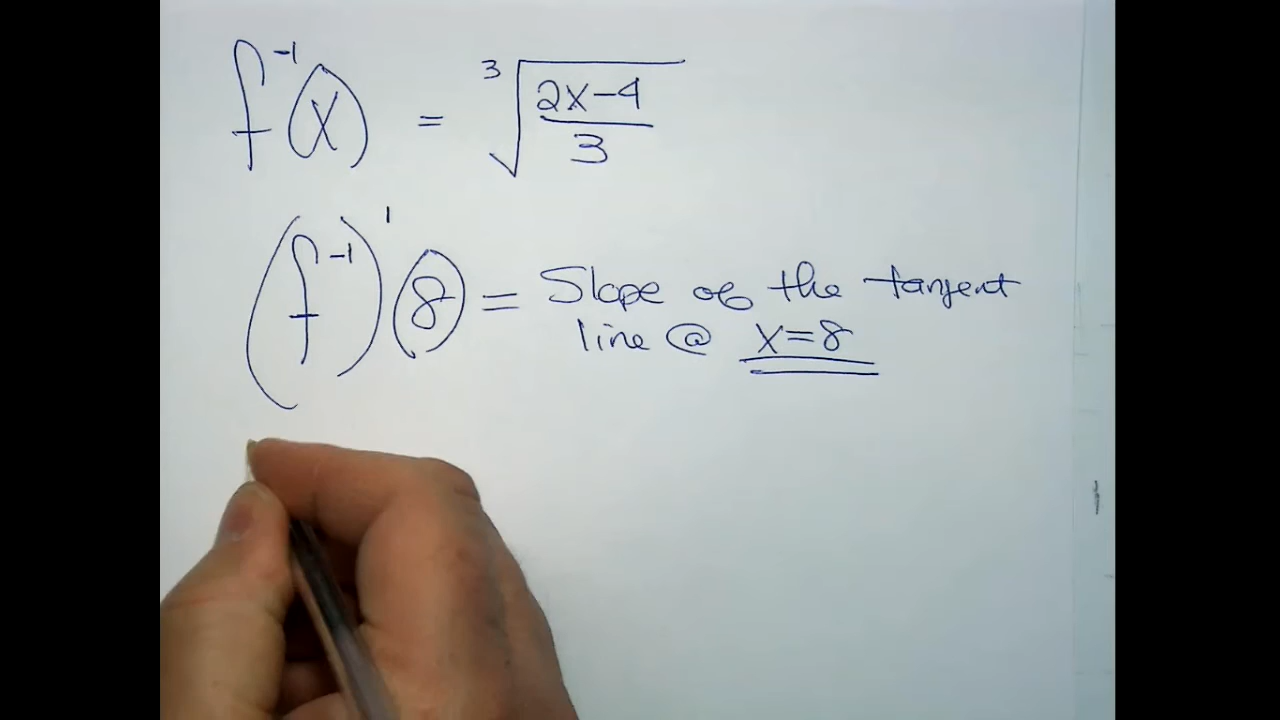 f⁻¹(x) = ∛((2x-4)/3)
(f⁻¹)'(8) = Slope of the tangent
line @ x=8